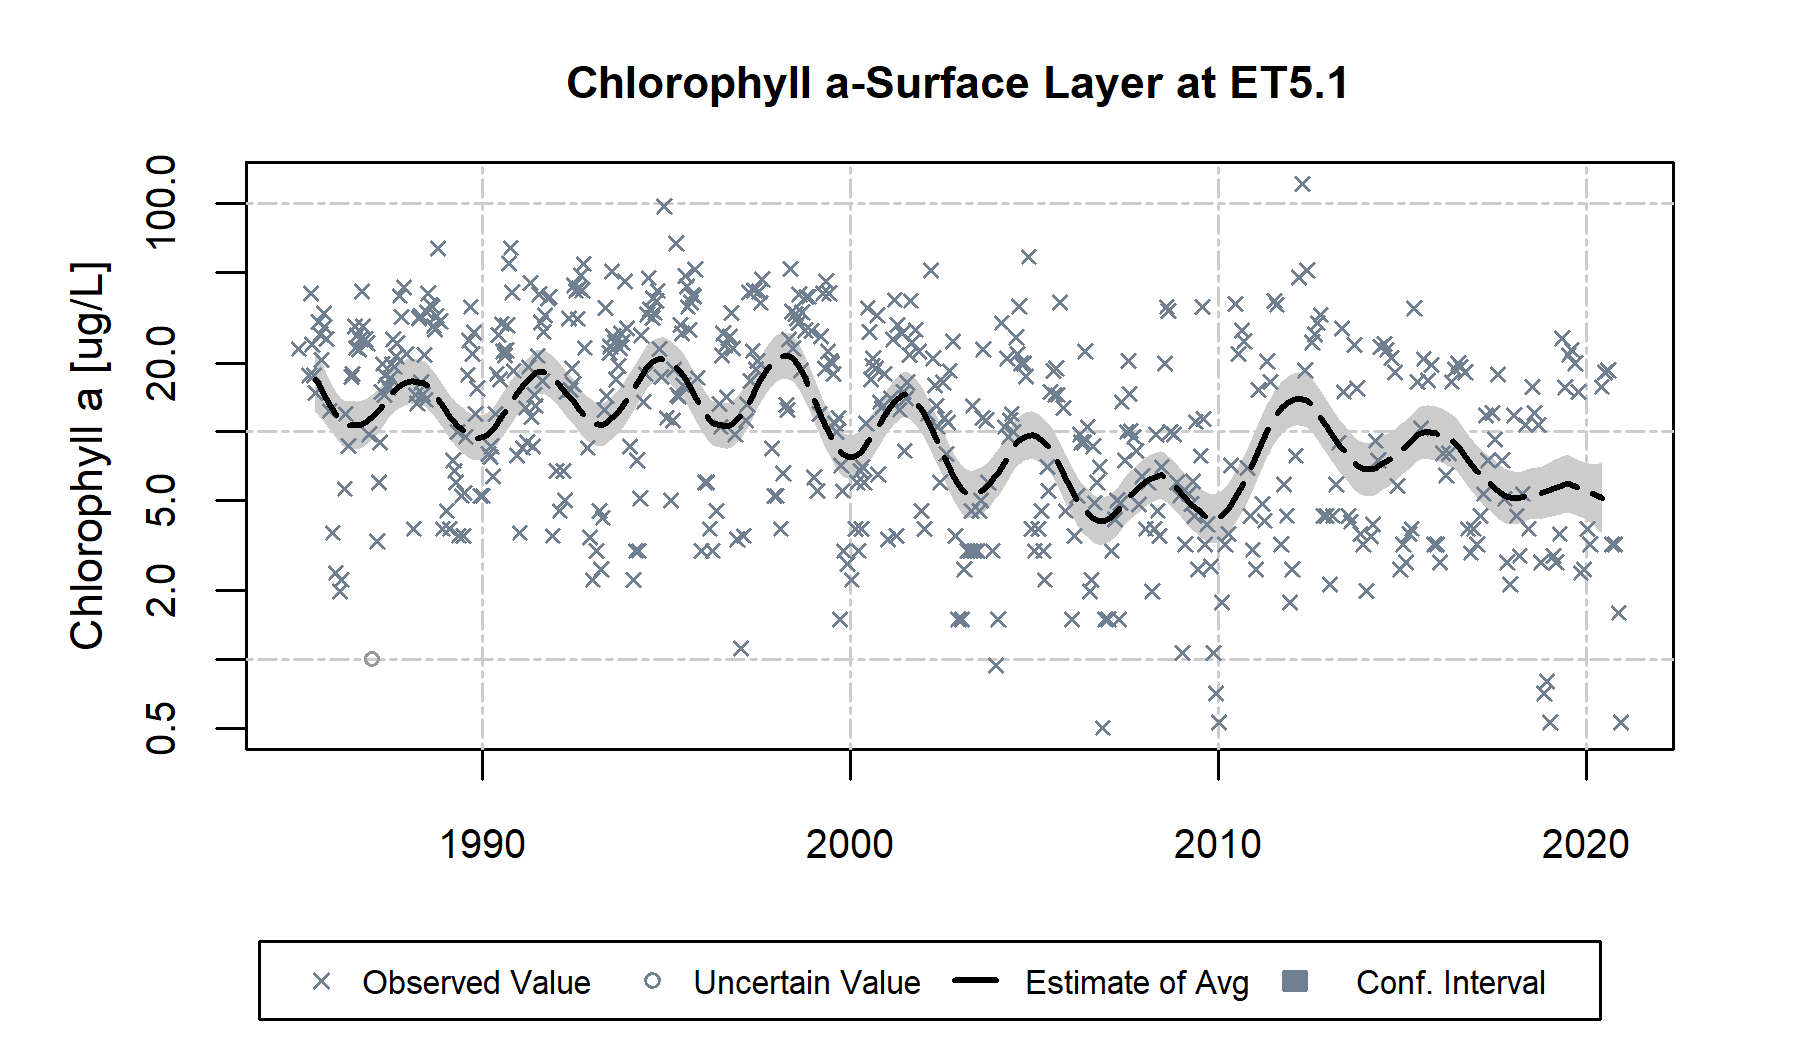 Chlorophyll a-Surface Layer at ET5.1
Chlorophyll a [ug/L]
100.0
20.0
5.0
2.0
0.5
1990 2000 2010 2020
Observed Value Uncertain Value Estimate of Avg Conf. Interval